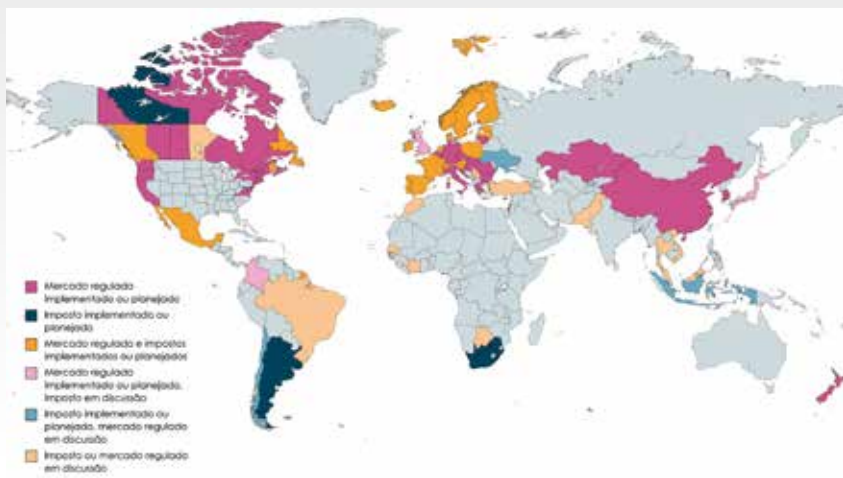 Mercado regulado
implementado ou planejado
Imposto implementado ou
planejado
Mercado regulado e impostos
implementados ou planejados
Mercado regulado
implementado ou planejado,
imposto em discussão
Imposto implementado ou
planejado, mercado regulado
em discussão
Imposto ou mercado regulado
em discussão